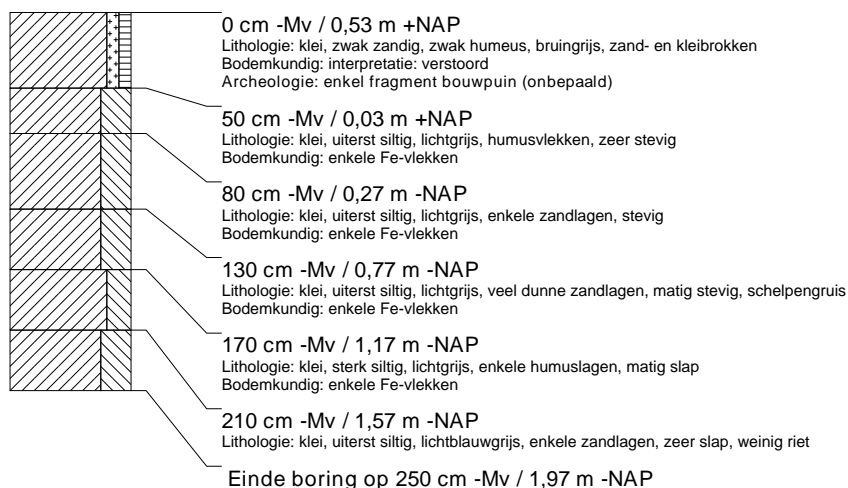 0 cm -Mv / 0,53 m +NAP
Lithologie: klei, zwak zandig, zwak humeus, bruingrijs, zand- en kleibrokken
Bodemkundig: interpretatie: verstoord
Archeologie: enkel fragment bouwpuin (onbepaald)
50 cm -Mv / 0,03 m +NAP
Lithologie: klei, uiterst siltig, lichtgrijs, humusvlekken, zeer stevig
Bodemkundig: enkele Fe-vlekken
80 cm -Mv / 0,27 m -NAP
Lithologie: klei, uiterst siltig, lichtgrijs, enkele zandlagen, stevig
Bodemkundig: enkele Fe-vlekken
130 cm -Mv / 0,77 m -NAP
Lithologie: klei, uiterst siltig, lichtgrijs, veel dunne zandlagen, matig stevig, schelpengruis
Bodemkundig: enkele Fe-vlekken
170 cm -Mv / 1,17 m -NAP
Lithologie: klei, sterk siltig, lichtgrijs, enkele humuslagen, matig slap
Bodemkundig: enkele Fe-vlekken
210 cm -Mv / 1,57 m -NAP
Lithologie: klei, uiterst siltig, lichtblauwgrijs, enkele zandlagen, zeer slap, weinig riet
Einde boring op 250 cm -Mv / 1,97 m -NAP